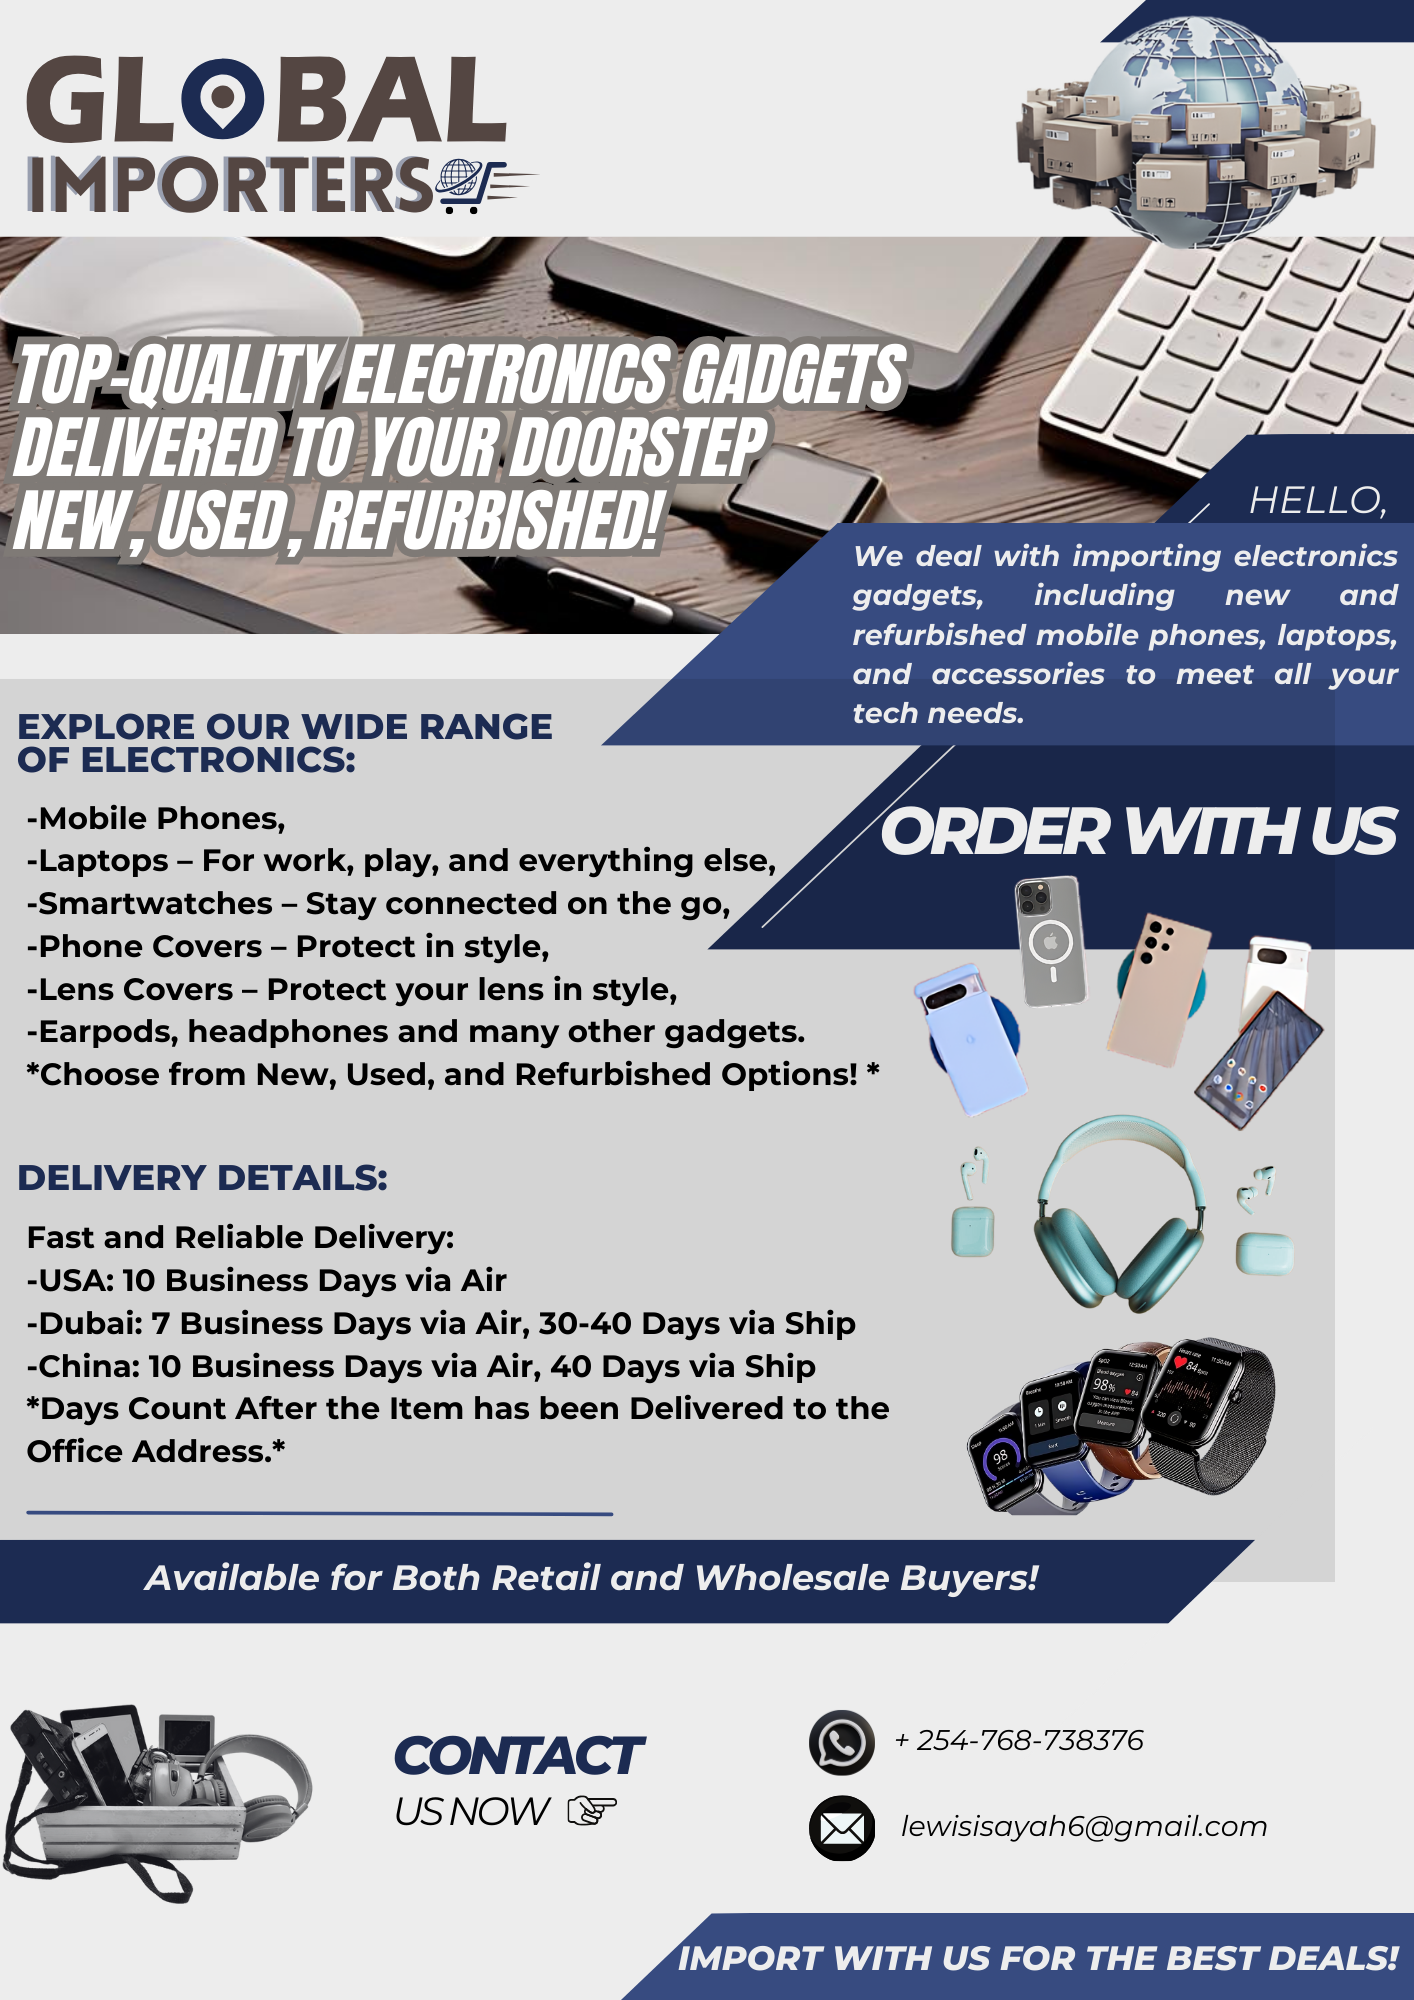 GLOBAL
IMPORTERS
TOP-QUALITY ELECTRONICS GADGETS
DELIVERED TO YOUR DOORSTEP
NEW, USED, REFURBISHED!
HELLO,
We deal with importing electronics
gadgets, including new and
refurbished mobile phones, laptops,
and accessories to meet all your
tech needs.
EXPLORE OUR WIDE RANGE
OF ELECTRONICS:
-Mobile Phones,
-Laptops – For work, play, and everything else,
-Smartwatches – Stay connected on the go,
-Phone Covers – Protect in style,
-Lens Covers – Protect your lens in style,
-Earpods, headphones and many other gadgets.
*Choose from New, Used, and Refurbished Options! *
ORDER WITH US
DELIVERY DETAILS:
Fast and Reliable Delivery:
-USA: 10 Business Days via Air
-Dubai: 7 Business Days via Air, 30-40 Days via Ship
-China: 10 Business Days via Air, 40 Days via Ship
*Days Count After the Item has been Delivered to the
Office Address.*
98
98%
84
Measure
Available for Both Retail and Wholesale Buyers!
CONTACT
US NOW
+ 254-768-738376
lewisisayah6@gmail.com
IMPORT WITH US FOR THE BEST DEALS!